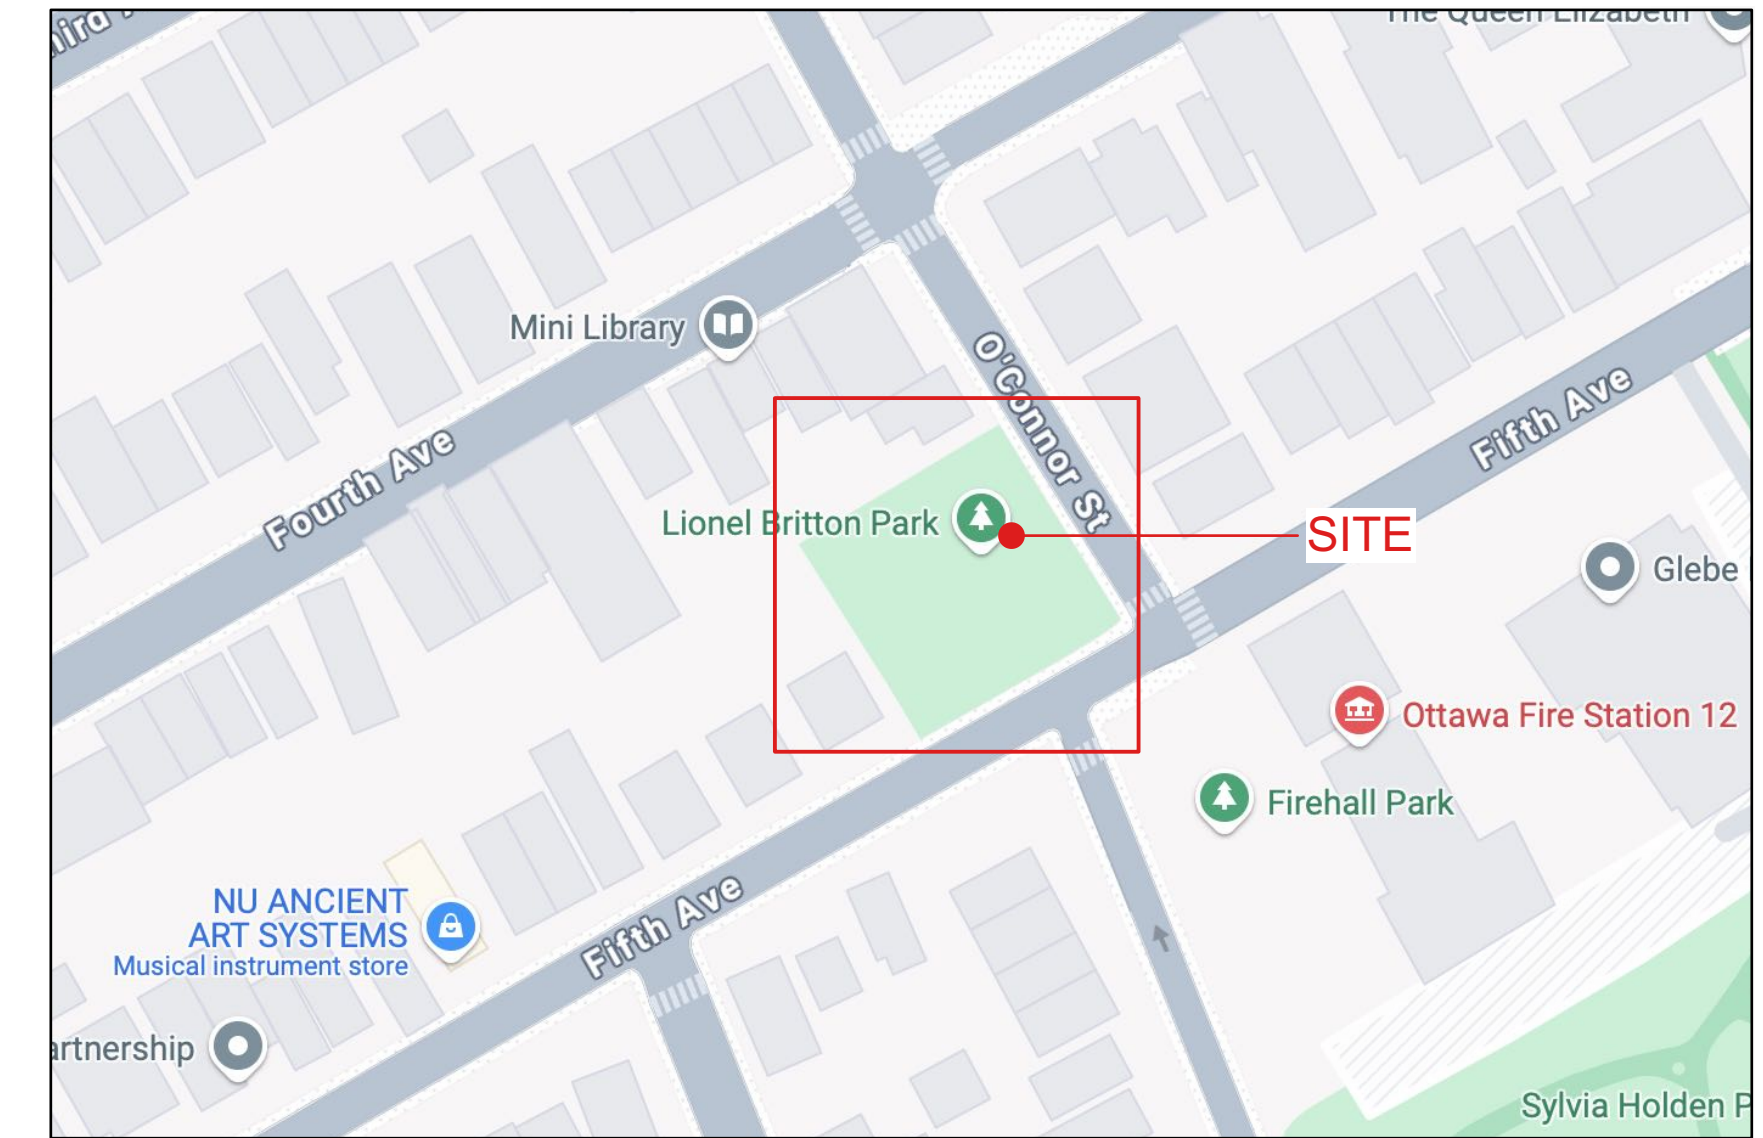 The Queen Elizabeth
Mini Library
O'Connor St
Fifth Ave
Fourth Ave
Lionel Britton Park
SITE
Glebe
Ottawa Fire Station 12
Firehall Park
NU ANCIENT
ART SYSTEMS
Musical instrument store
Fifth Ave
Sylvia Holden P